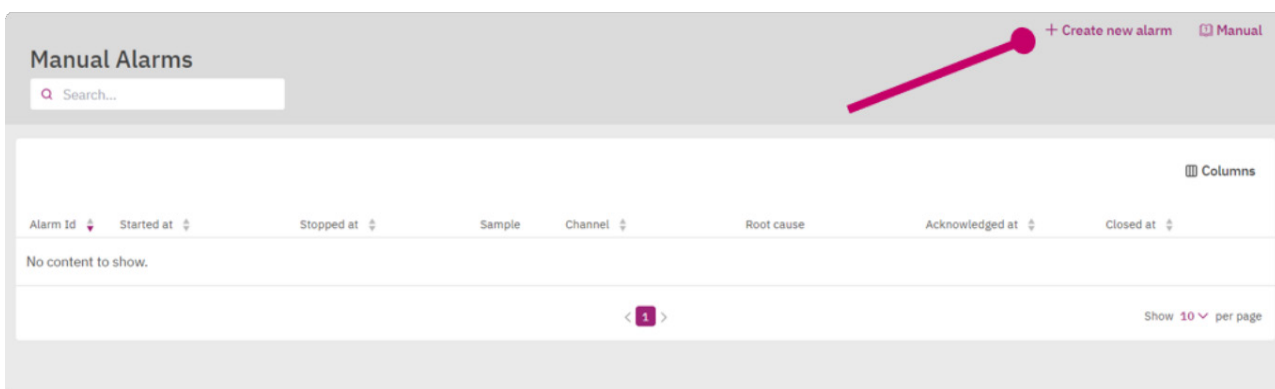 + Create new alarm Manual
Manual Alarms
Search...
Columns
Alarm Id Started at Stopped at Sample Channel Root cause Acknowledged at Closed at
No content to show.
< 1 >
Show 10 per page